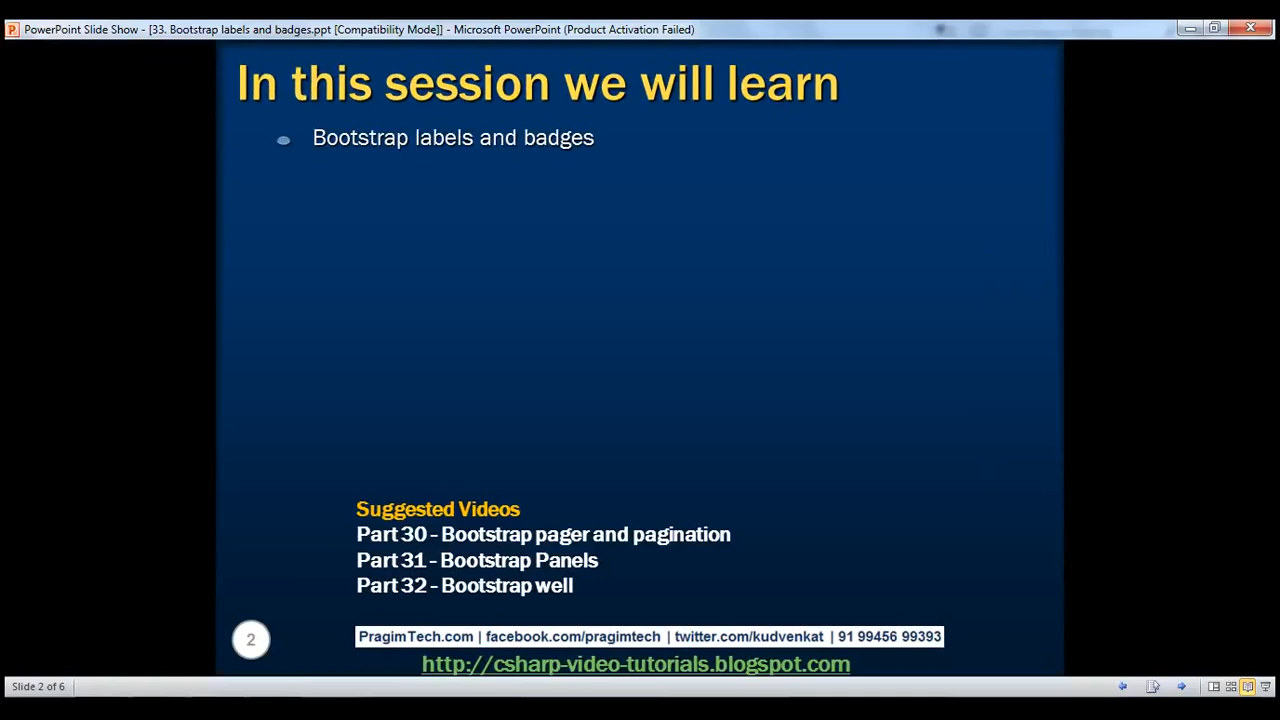 PowerPoint Slide Show - [33. Bootstrap labels and badges.ppt [Compatibility Mode]] - Microsoft PowerPoint (Product Activation Failed)
In this session we will learn
Bootstrap labels and badges
Suggested Videos
Part 30 - Bootstrap pager and pagination
Part 31 - Bootstrap Panels
Part 32 - Bootstrap well
2
PragimTech.com | facebook.com/pragimtech | twitter.com/kudvenkat | 91 99456 99393
http://csharp-video-tutorials.blogspot.com
Slide 2 of 6